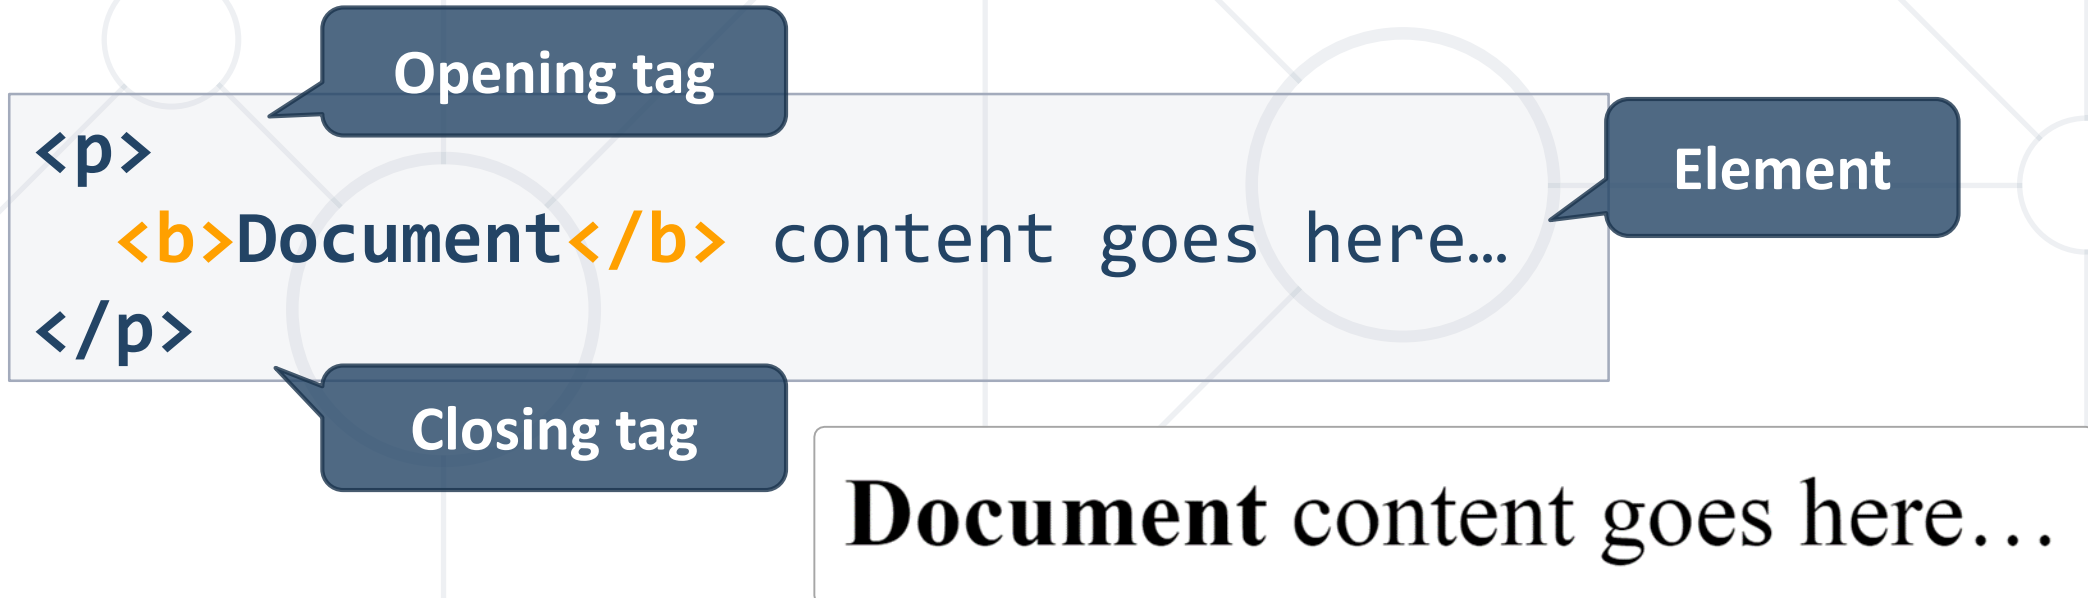 Opening tag
<p>
Element
<b>Document</b> content goes here…
</p>
Closing tag
Document content goes here…